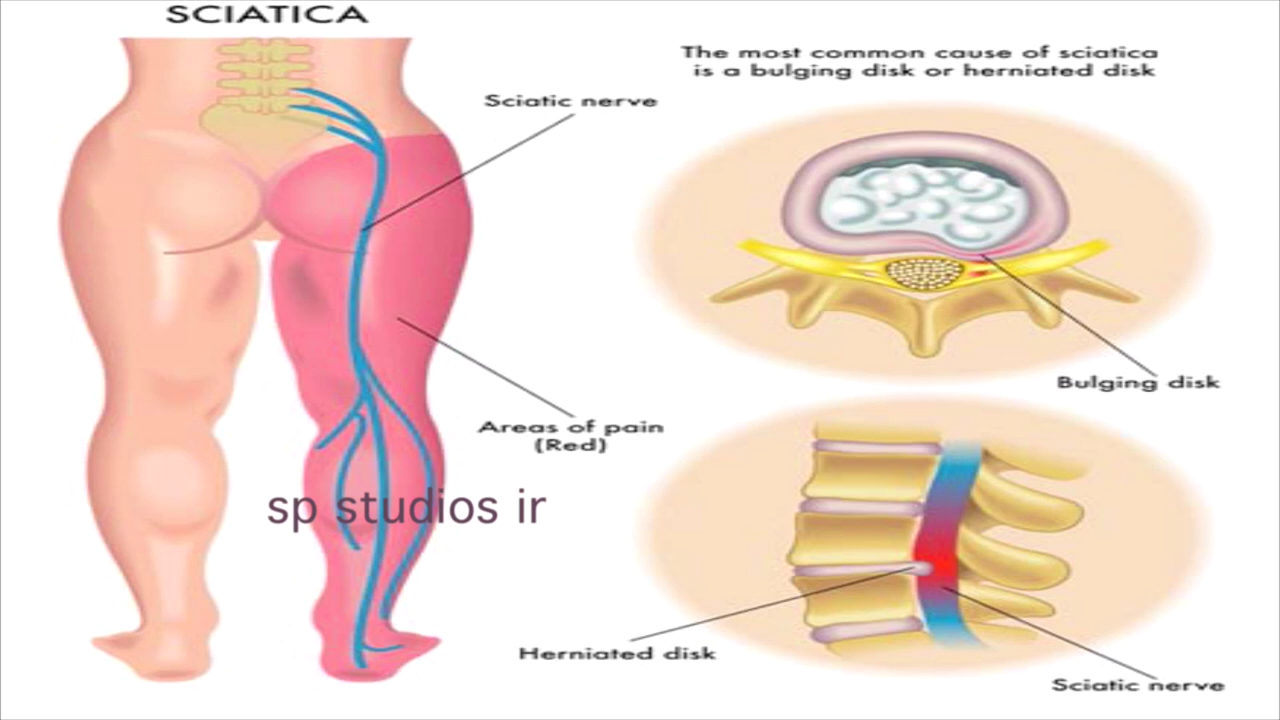 SCIATICA
The most common cause of sciatica
is a bulging disk or herniated disk
Sciatic nerve
Bulging disk
Areas of pain
(Red)
sp studios ir
Herniated disk
Sciatic nerve